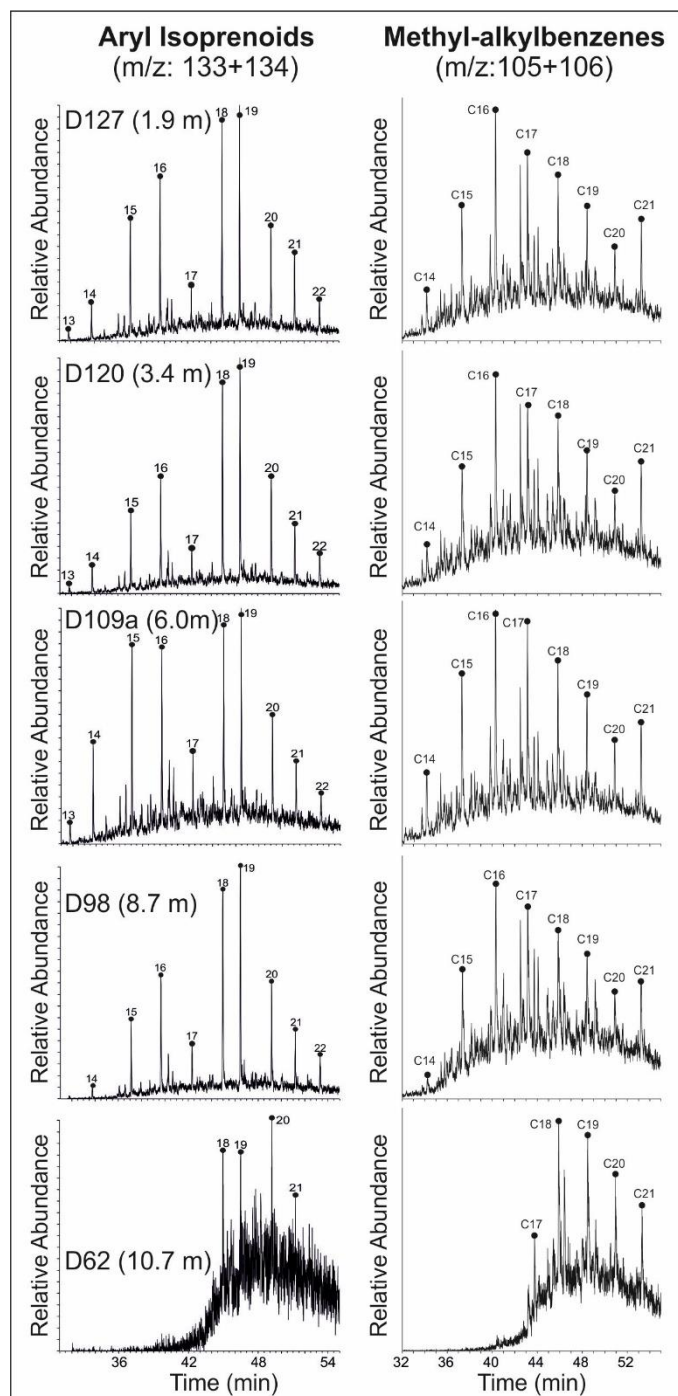 Aryl Isoprenoids
(m/z: 133+134)
Methyl-alkylbenzenes
(m/z:105+106)
Relative Abundance
D127 (1.9 m)
13
14
15
16
17
18
19
20
21
22
Relative Abundance
C14
C15
C16
C17
C18
C19
C20
C21
Relative Abundance
D120 (3.4 m)
13
14
15
16
17
18
19
20
21
22
Relative Abundance
C14
C15
C16
C17
C18
C19
C20
C21
Relative Abundance
D109a (6.0m)
13
14
15
16
17
18
19
20
21
22
Relative Abundance
C14
C15
C16
C17
C18
C19
C20
C21
Relative Abundance
D98 (8.7 m)
14
15
16
17
18
19
20
21
22
Relative Abundance
C14
C15
C16
C17
C18
C19
C20
C21
Relative Abundance
D62 (10.7 m)
18
19
20
21
36 42 48 54
Time (min)
Relative Abundance
C17
C18
C19
C20
C21
32 36 40 44 48 52
Time (min)